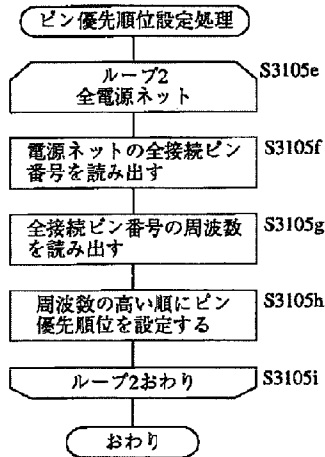 ピン優先順位設定処理
ループ2
全電源ネット
S3105e
電源ネットの全接続ピン
番号を読み出す
S3105f
全接続ピン番号の周波数
を読み出す
S3105g
周波数の高い順にピン
優先順位を設定する
S3105h
ループ2おわり
S3105i
おわり